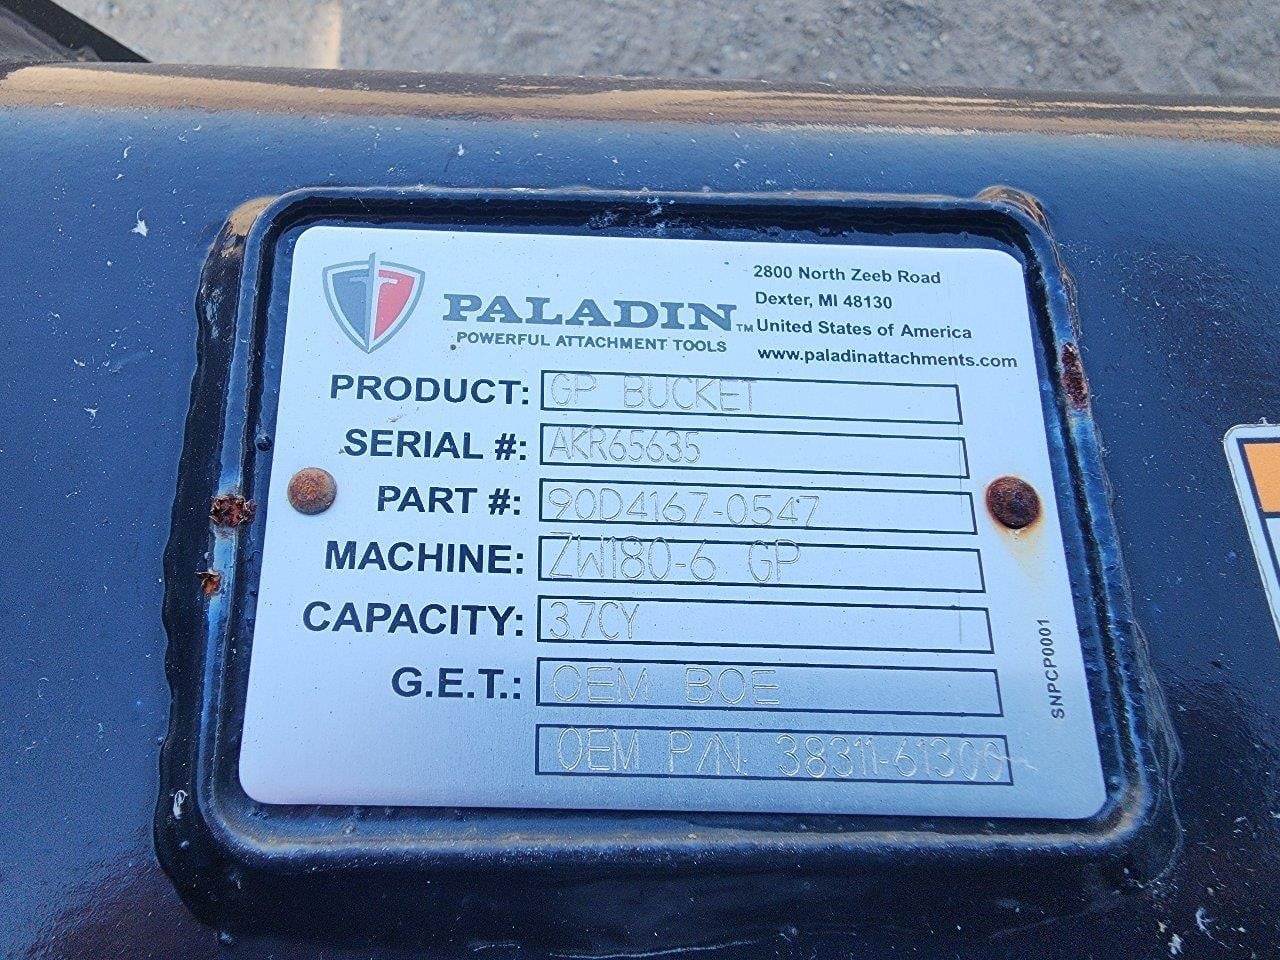 PALADIN™
POWERFUL ATTACHMENT TOOLS
2800 North Zeeb Road
Dexter, MI 48130
United States of America
www.paladinattachments.com
PRODUCT: GP BUCKET
SERIAL #: AKR65635
PART #: 90D4167-0547
MACHINE: ZW180-6 GP
CAPACITY: 3.7CY
G.E.T.: OEM BOE
OEM P/N: 38311-61300
SNPCP0001